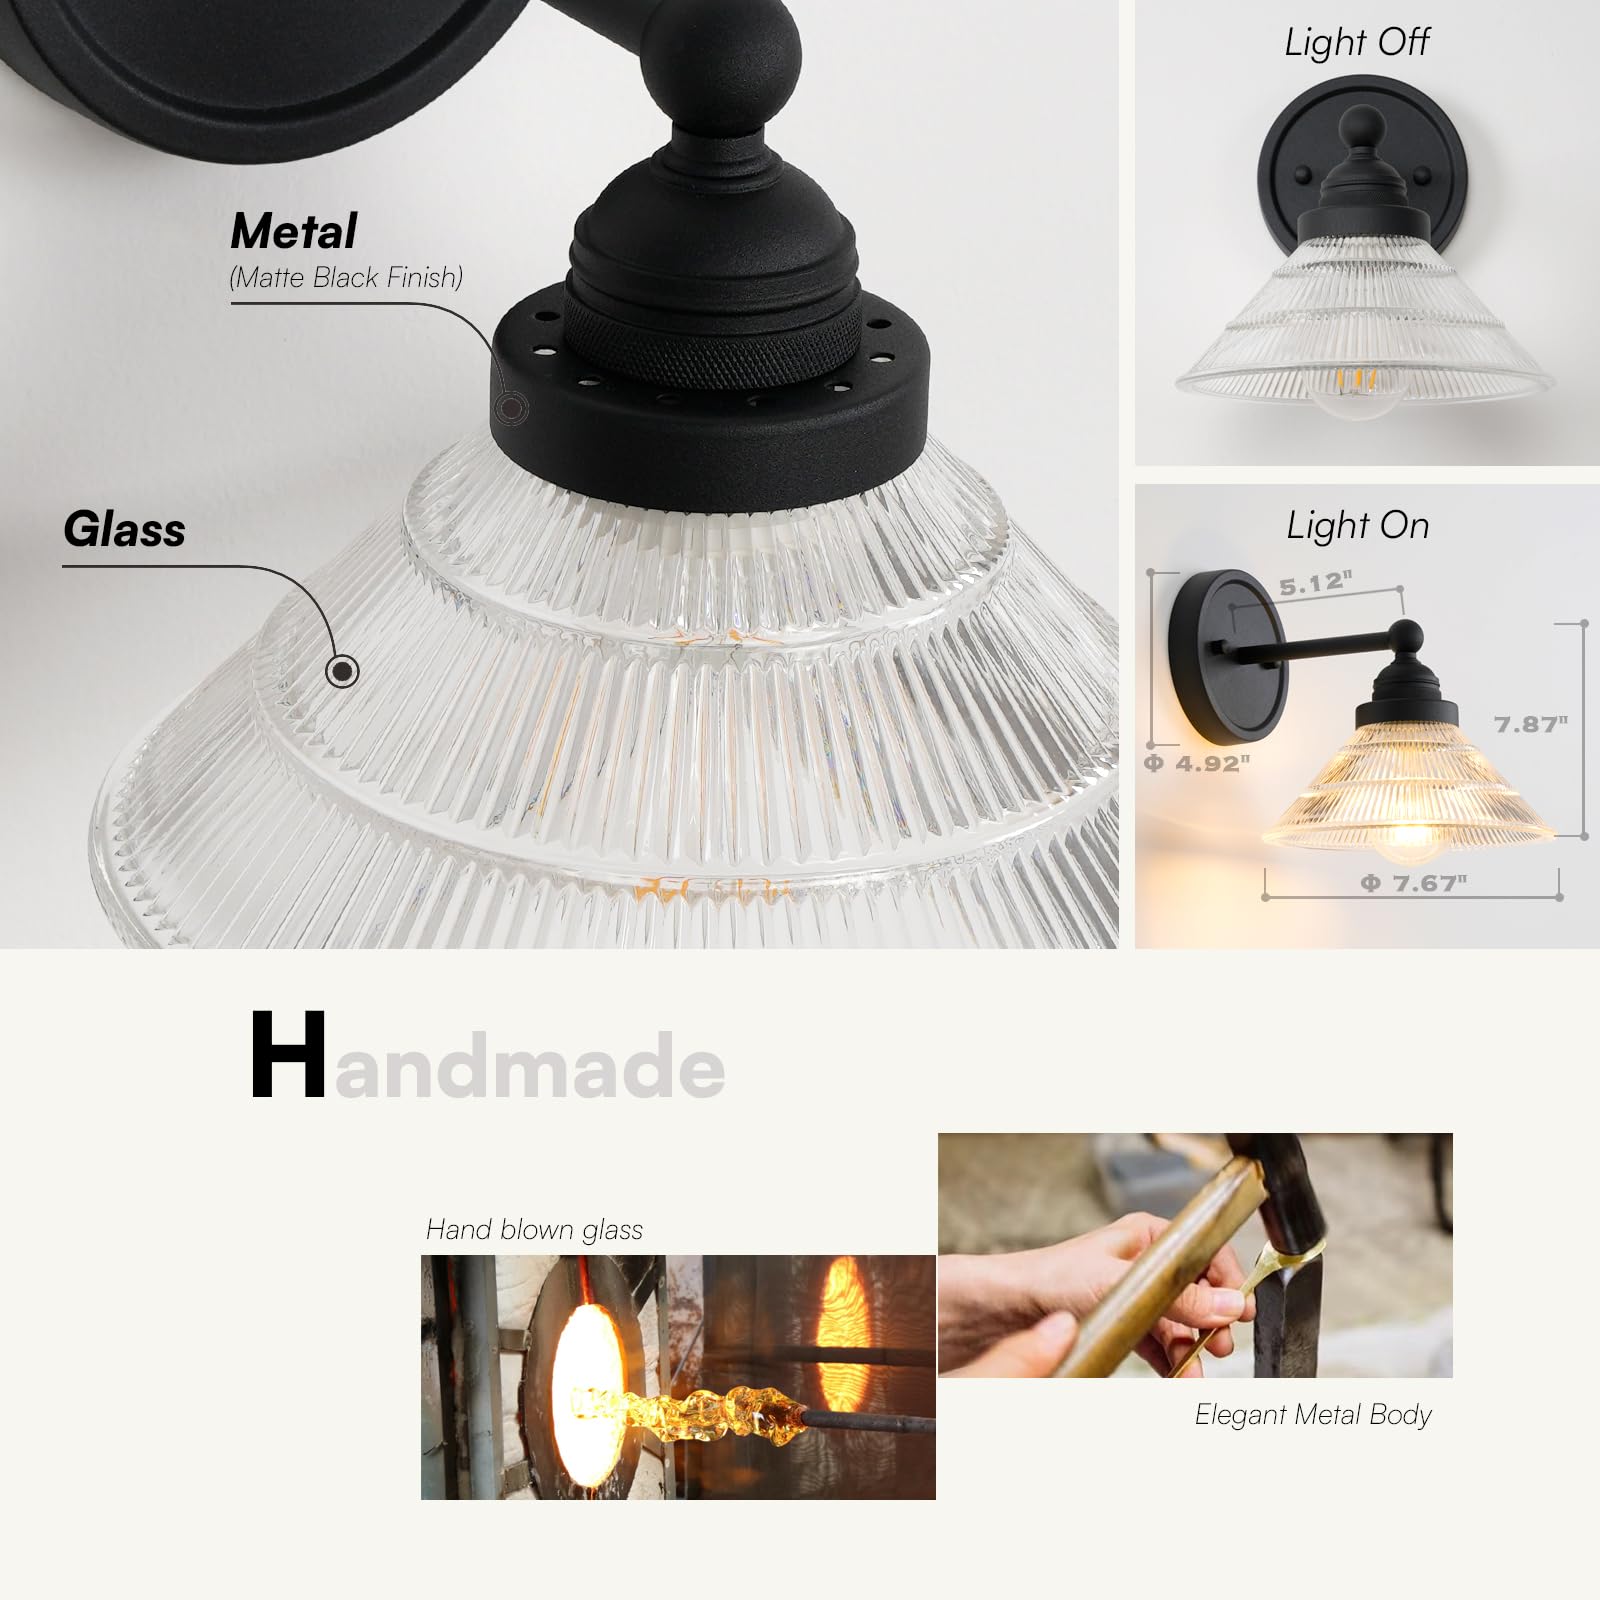 Metal
(Matte Black Finish)
Glass
Light Off
Light On
5.12"
7.87"
Φ 4.92"
Φ 7.67"
Handmade
Hand blown glass
Elegant Metal Body